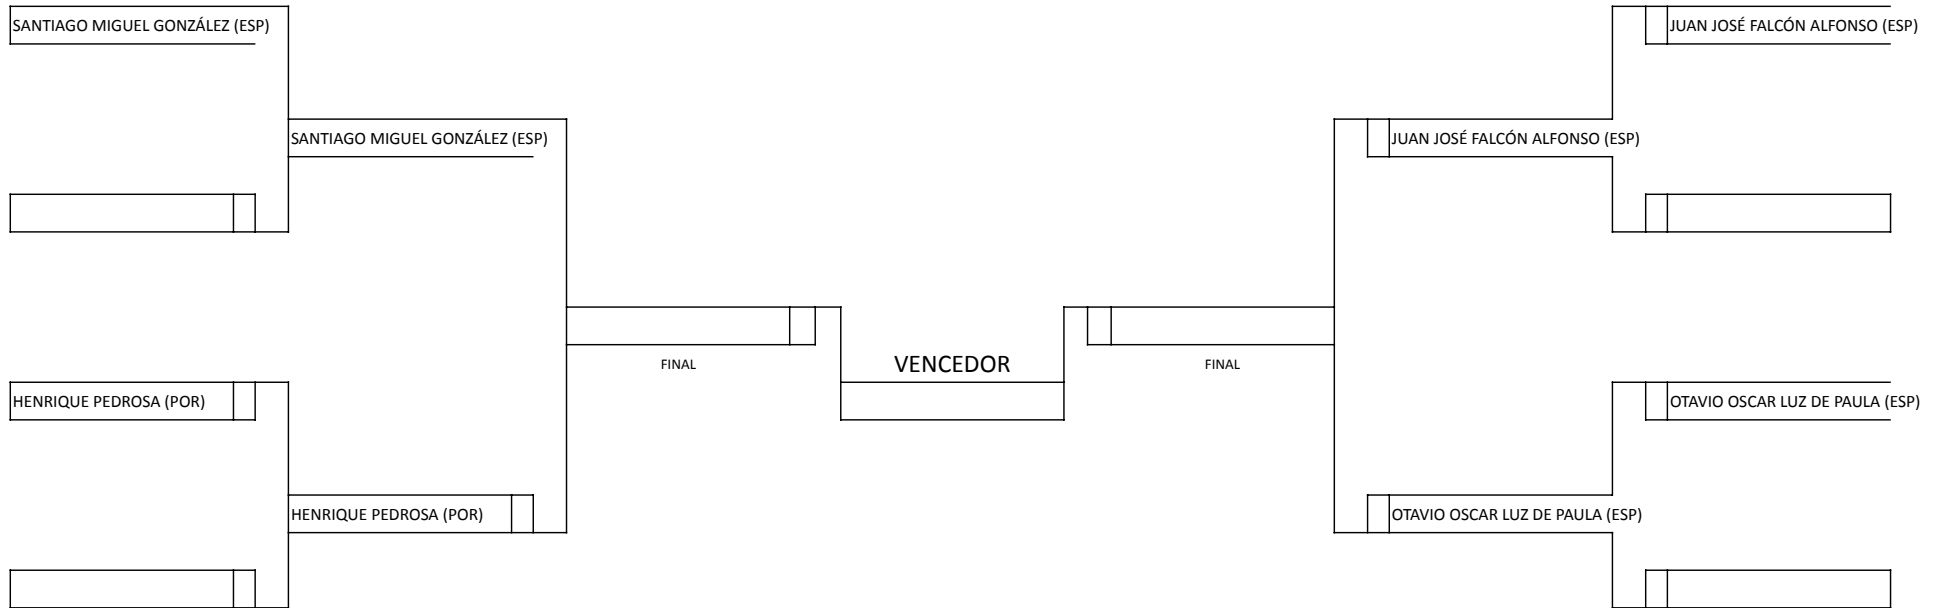 SANTIAGO MIGUEL GONZÁLEZ (ESP)
JUAN JOSÉ FALCÓN ALFONSO (ESP)
SANTIAGO MIGUEL GONZÁLEZ (ESP)
JUAN JOSÉ FALCÓN ALFONSO (ESP)
FINAL
VENCEDOR
FINAL
HENRIQUE PEDROSA (POR)
OTAVIO OSCAR LUZ DE PAULA (ESP)
HENRIQUE PEDROSA (POR)
OTAVIO OSCAR LUZ DE PAULA (ESP)